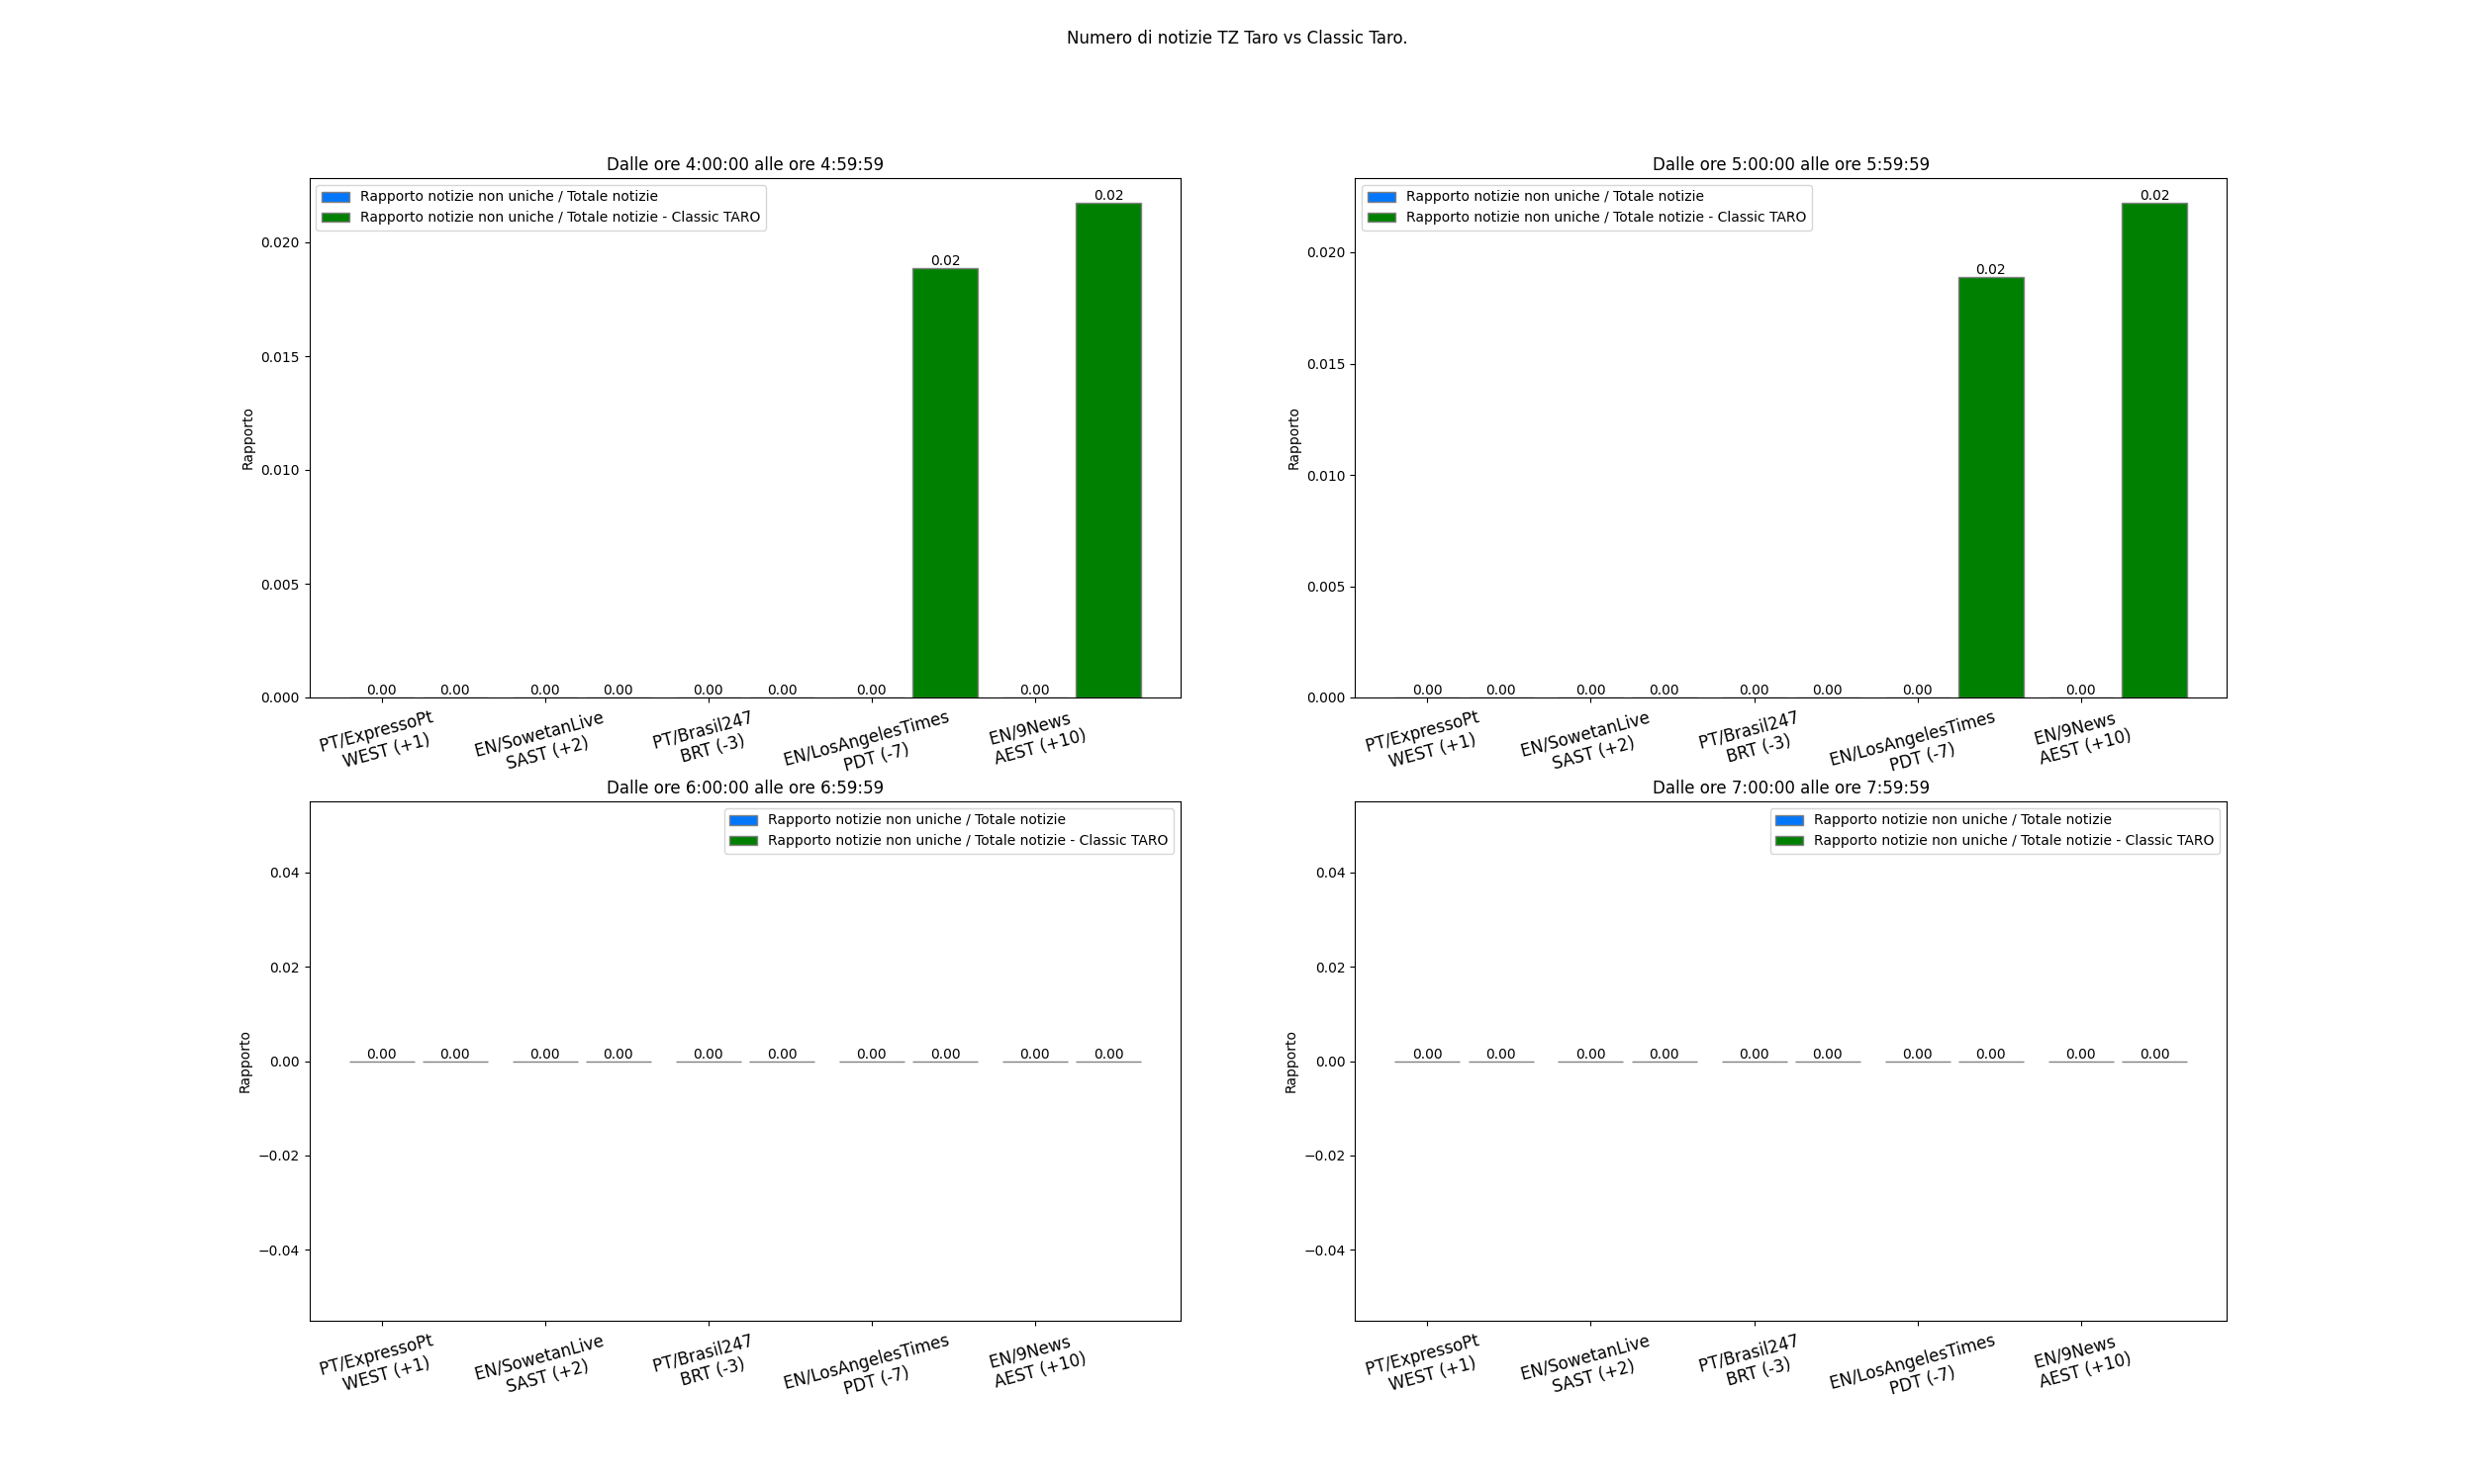 Numero di notizie TZ Taro vs Classic Taro.
Dalle ore 4:00:00 alle ore 4:59:59
Rapporto notizie non uniche / Totale notizie
Rapporto notizie non uniche / Totale notizie - Classic TARO
Rapporto
0.020
0.015
0.010
0.005
0.000
0.00 0.00 0.00 0.00 0.00 0.00 0.00 0.02 0.00 0.02
PT/ExpressoPt
WEST (+1)
EN/SowetanLive
SAST (+2)
PT/Brasil247
BRT (-3)
EN/LosAngelesTimes
PDT (-7)
EN/9News
AEST (+10)
Dalle ore 5:00:00 alle ore 5:59:59
Rapporto notizie non uniche / Totale notizie
Rapporto notizie non uniche / Totale notizie - Classic TARO
Rapporto
0.020
0.015
0.010
0.005
0.000
0.00 0.00 0.00 0.00 0.00 0.00 0.00 0.02 0.00 0.02
PT/ExpressoPt
WEST (+1)
EN/SowetanLive
SAST (+2)
PT/Brasil247
BRT (-3)
EN/LosAngelesTimes
PDT (-7)
EN/9News
AEST (+10)
Dalle ore 6:00:00 alle ore 6:59:59
Rapporto notizie non uniche / Totale notizie
Rapporto notizie non uniche / Totale notizie - Classic TARO
Rapporto
0.04
0.02
0.00
−0.02
−0.04
0.00 0.00 0.00 0.00 0.00 0.00 0.00 0.00 0.00 0.00
PT/ExpressoPt
WEST (+1)
EN/SowetanLive
SAST (+2)
PT/Brasil247
BRT (-3)
EN/LosAngelesTimes
PDT (-7)
EN/9News
AEST (+10)
Dalle ore 7:00:00 alle ore 7:59:59
Rapporto notizie non uniche / Totale notizie
Rapporto notizie non uniche / Totale notizie - Classic TARO
Rapporto
0.04
0.02
0.00
−0.02
−0.04
0.00 0.00 0.00 0.00 0.00 0.00 0.00 0.00 0.00 0.00
PT/ExpressoPt
WEST (+1)
EN/SowetanLive
SAST (+2)
PT/Brasil247
BRT (-3)
EN/LosAngelesTimes
PDT (-7)
EN/9News
AEST (+10)